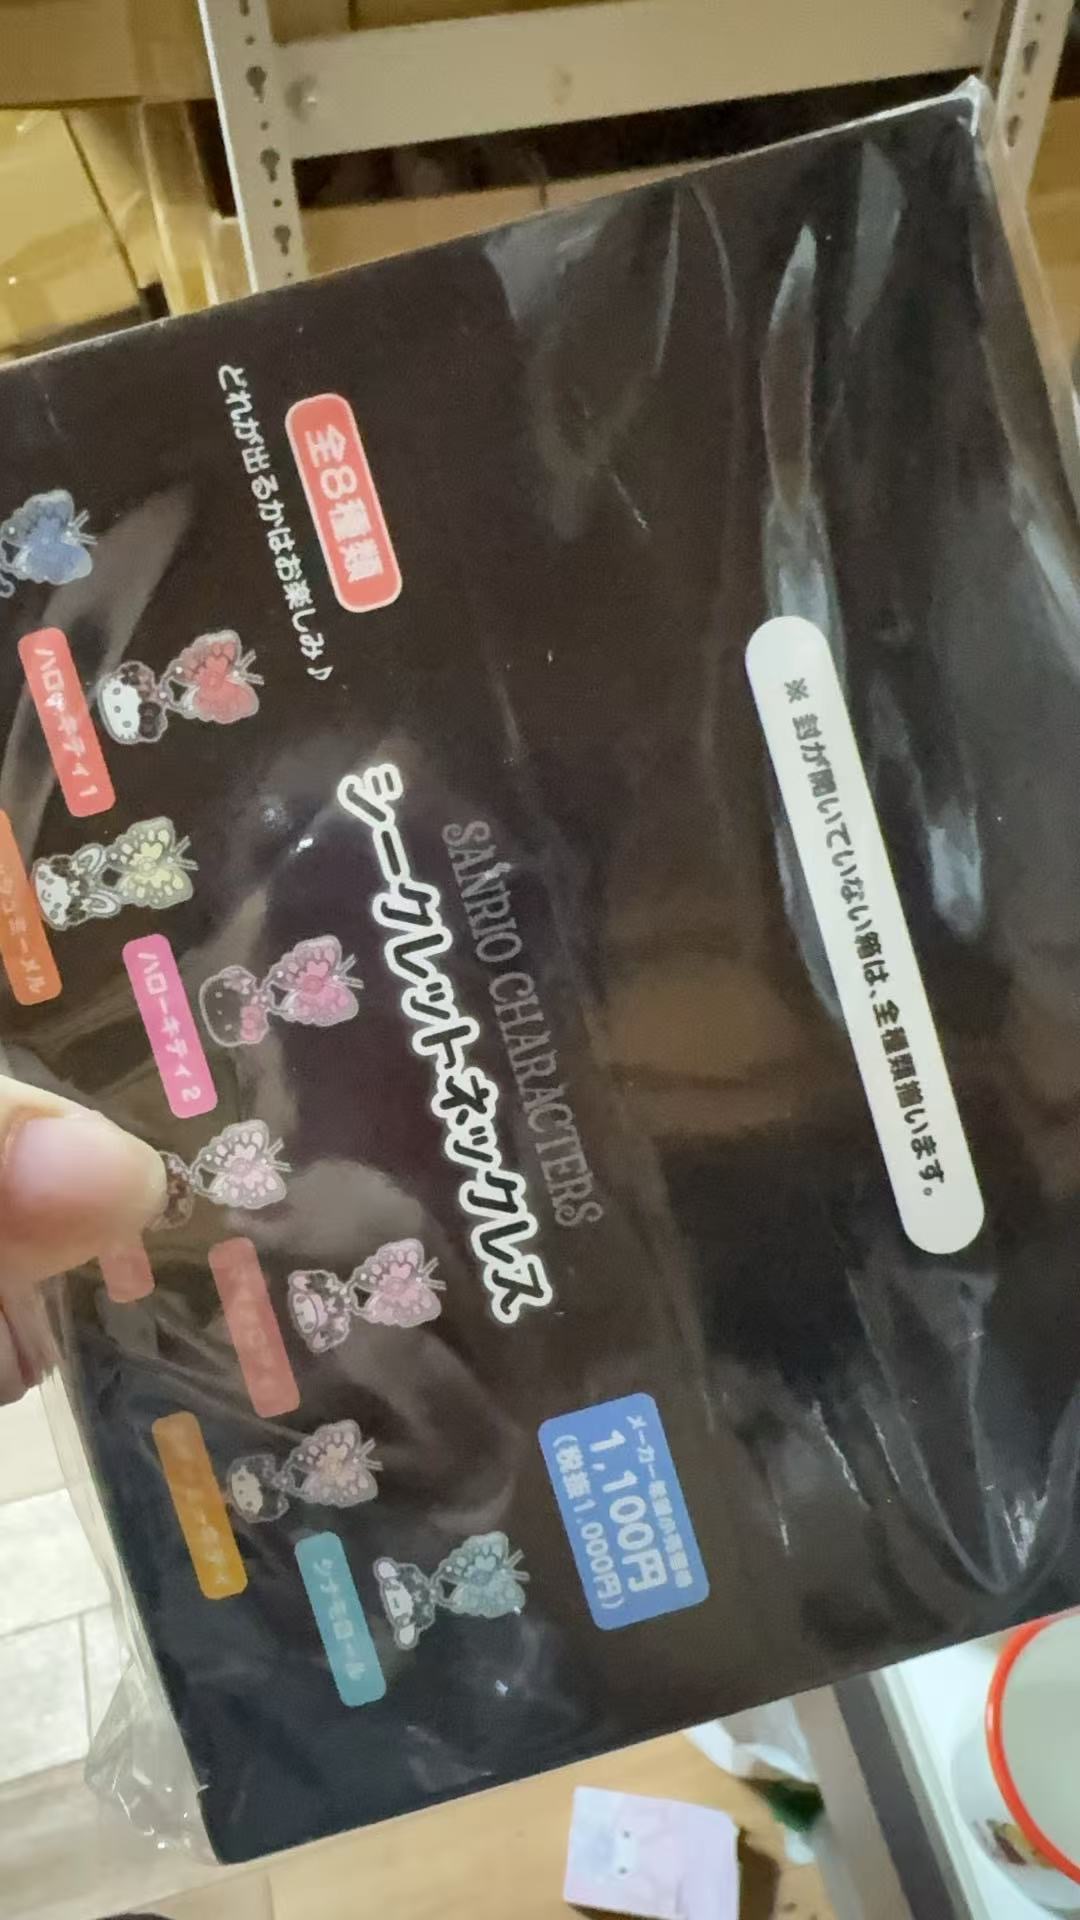 ※ 封が開いていない箱は、全種類揃います。
SANRIO CHARACTERS
シークレットネックレス
メーカー希望小売価格
1,100円
(税抜1,000円)
全8種類
どれが出るかはお楽しみ♪
ハローキティ1
ハローキティ2
シナモロール